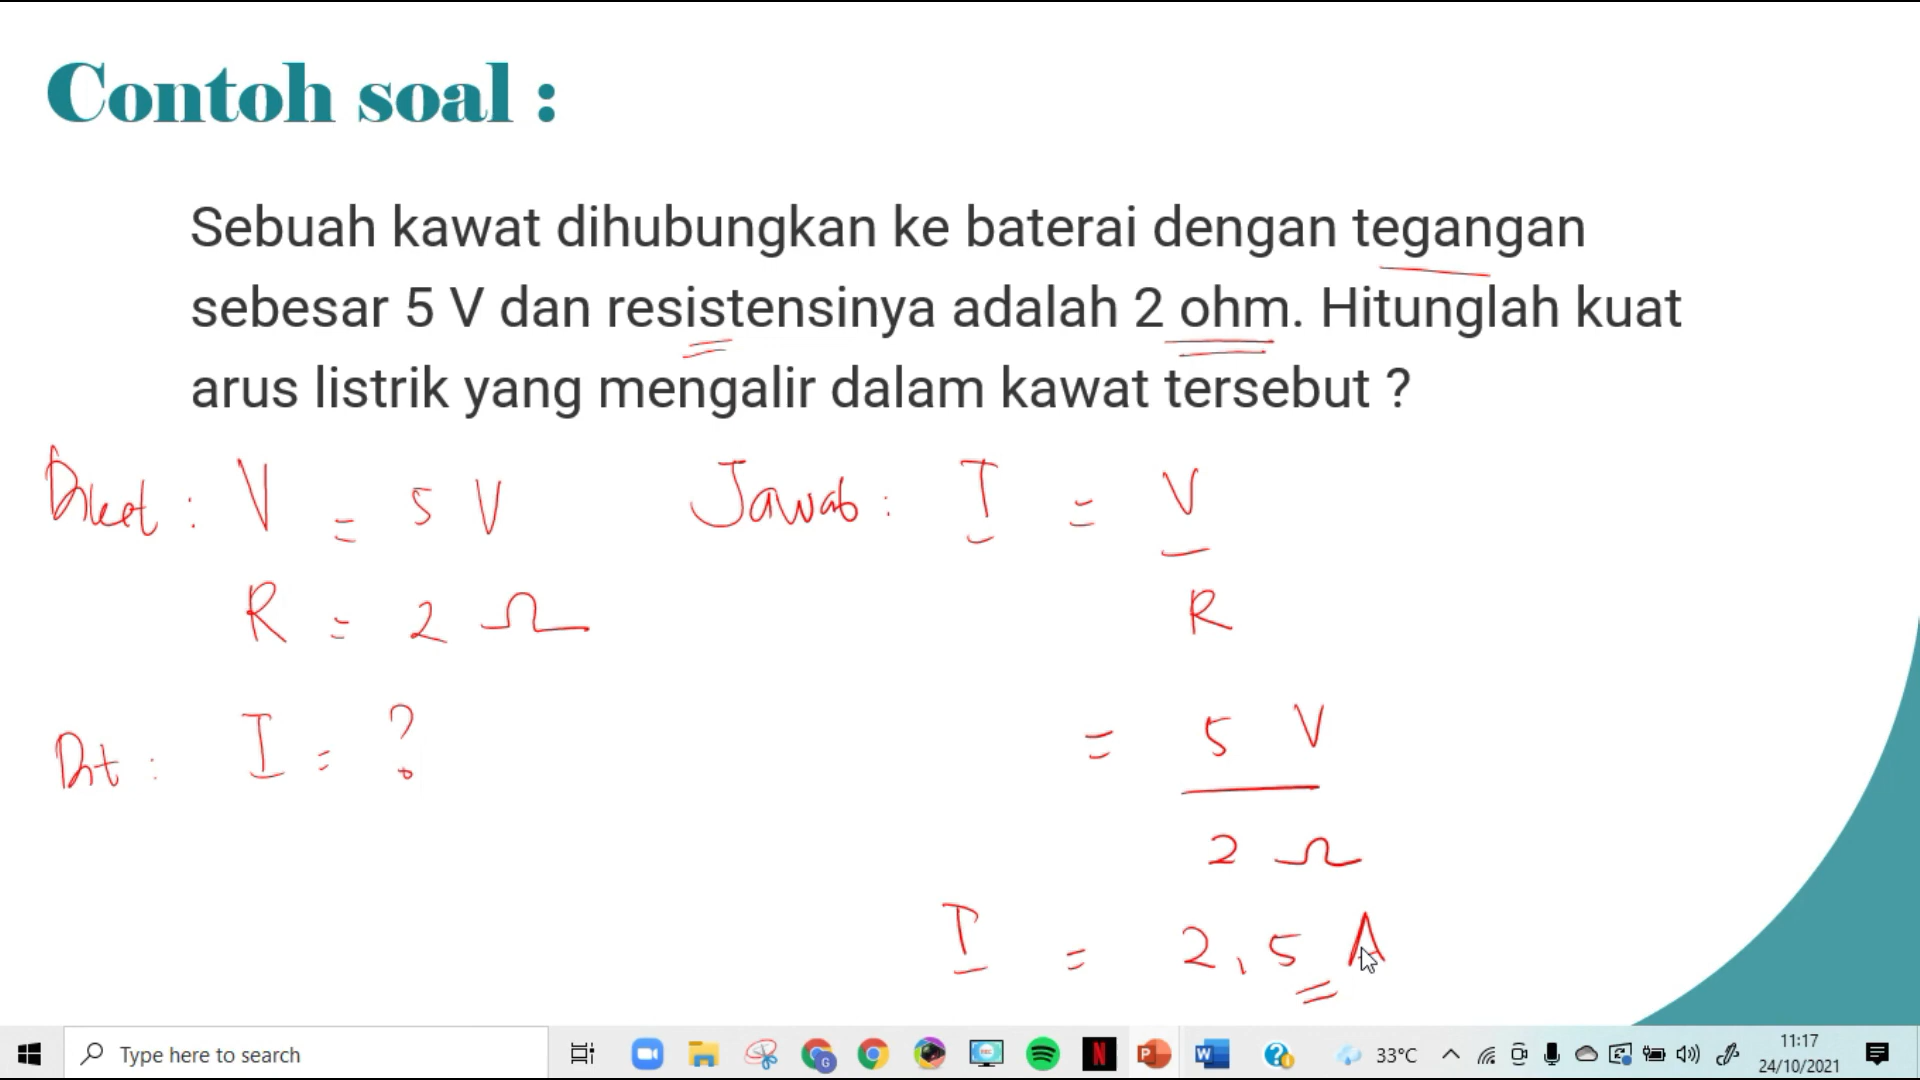 Contoh soal :
Sebuah kawat dihubungkan ke baterai dengan tegangan
sebesar 5 V dan resistensinya adalah 2 ohm. Hitunglah kuat
arus listrik yang mengalir dalam kawat tersebut ?
Diket : V = 5 V
R = 2 Ω
Dit : I = ?
Jawab : I = V
R
= 5 V
2 Ω
I = 2,5 A
Type here to search
33°C
11:17
24/10/2021